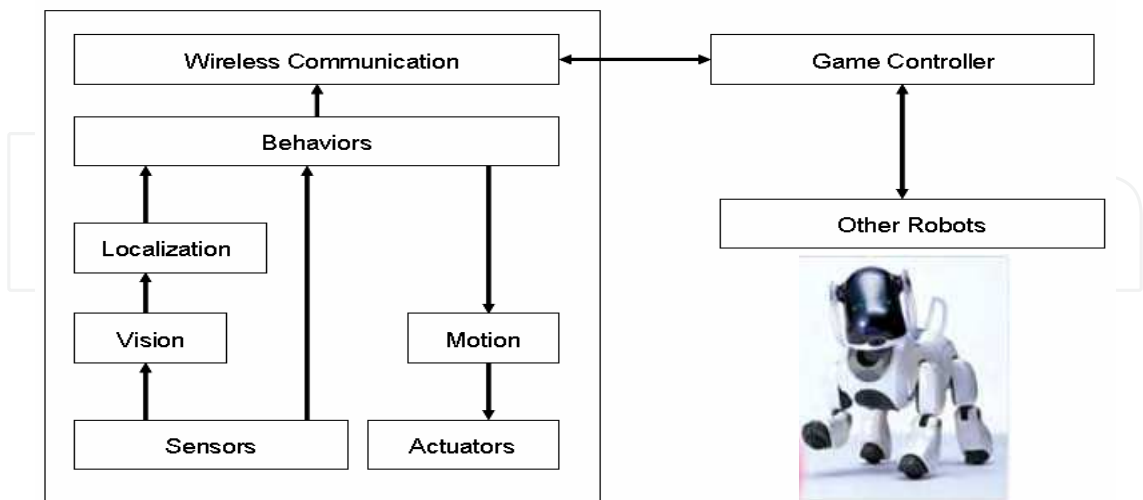 Wireless Communication
Game Controller
Behaviors
Other Robots
Localization
Vision
Motion
Sensors
Actuators